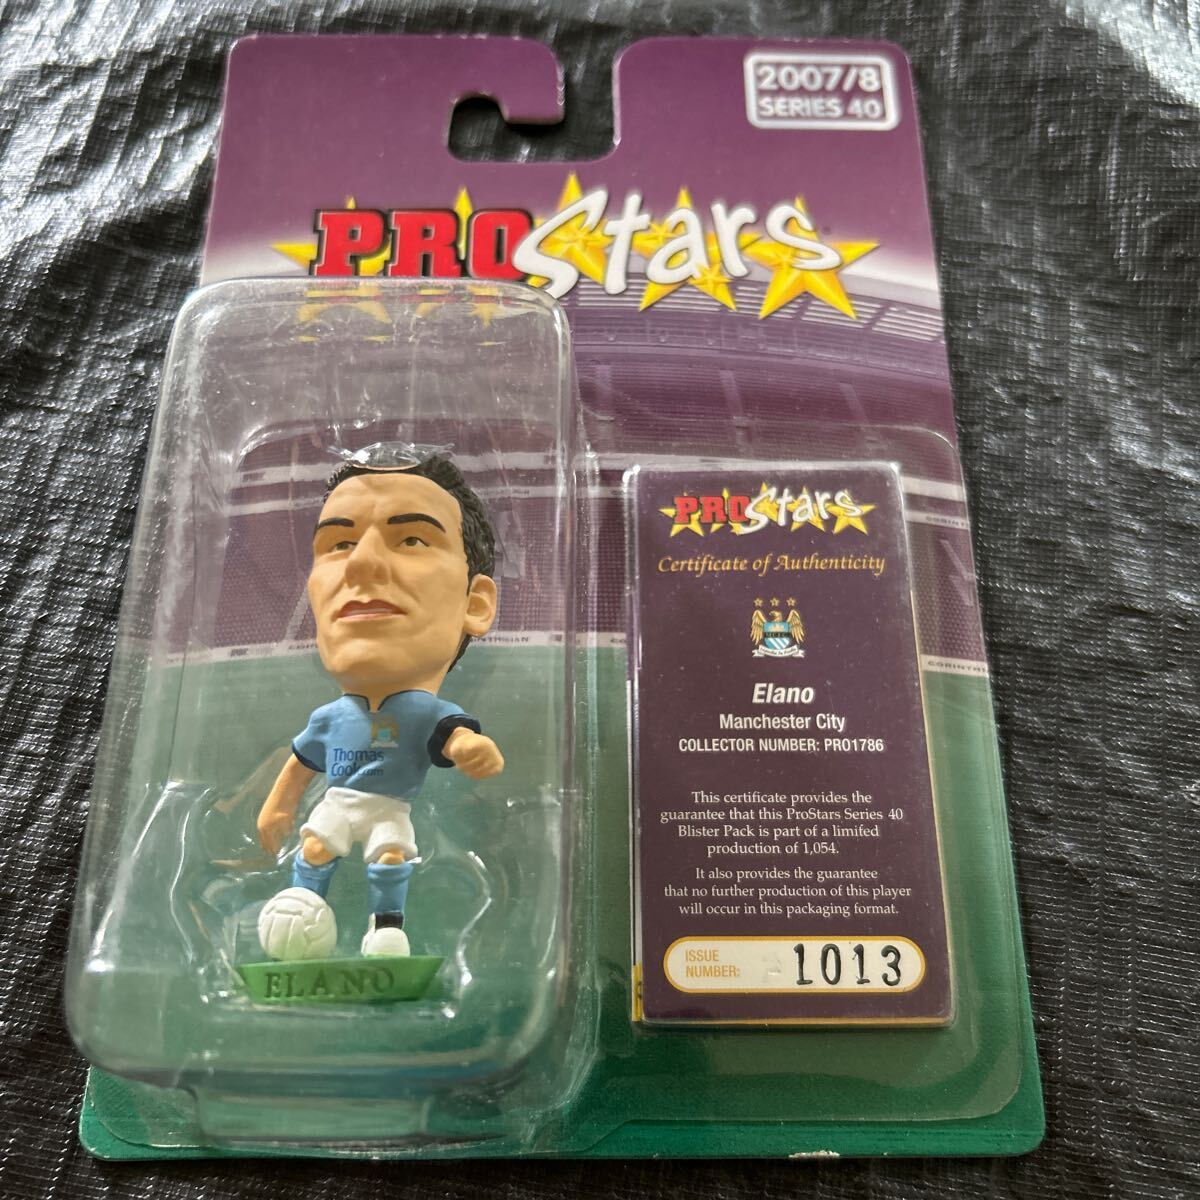 2007/8
SERIES 40
PROStars
PROStars
Certificate of Authenticity
Elano
Manchester City
COLLECTOR NUMBER: PRO1786
This certificate provides the
guarantee that this ProStars Series 40
Blister Pack is part of a limifed
production of 1,054.
It also provides the guarantee
that no further production of this player
will occur in this packaging format.
ISSUE
NUMBER:
1013
Thomas
Cook.com
ELANO
CORINTHIAN
CORINTHI